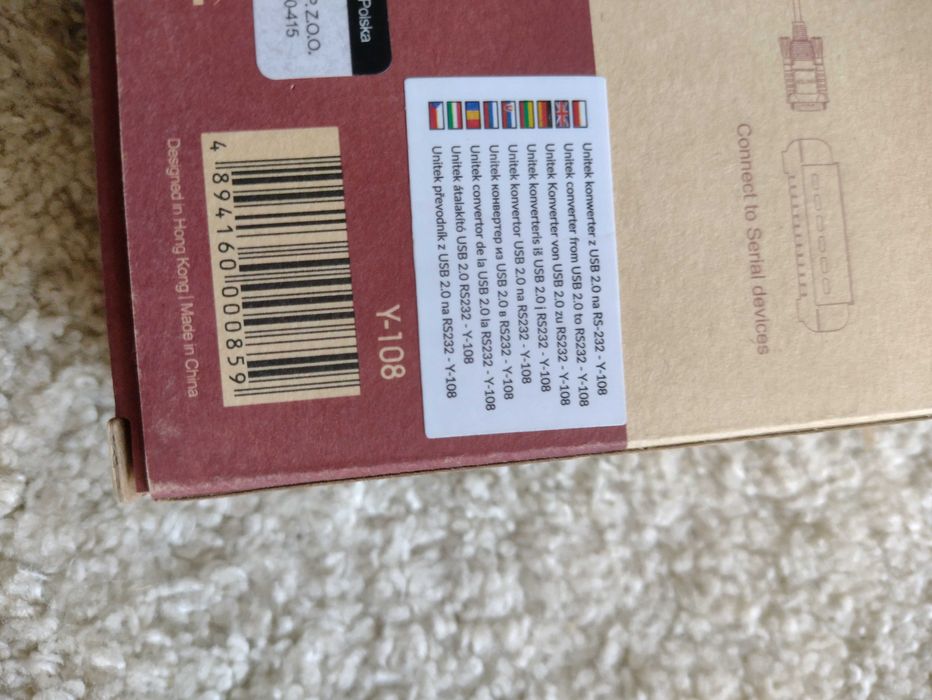 Polska
P. Z.O.O.
0-415
Unitek konwerter z USB 2.0 na RS-232 - Y-108
Unitek converter from USB 2.0 to RS232 - Y-108
Unitek Konverter von USB 2.0 zu RS232 - Y-108
Unitek konverteris iš USB 2.0 į RS232 - Y-108
Unitek konvertor USB 2.0 na RS232 - Y-108
Unitek конвертер из USB 2.0 в RS232 - Y-108
Unitek convertor de la USB 2.0 la RS232 - Y-108
Unitek átalakító USB 2.0 RS232 - Y-108
Unitek převodník z USB 2.0 na RS232 - Y-108
Y-108
4 894160 000859
Designed in Hong Kong | Made in China
Connect to Serial devices